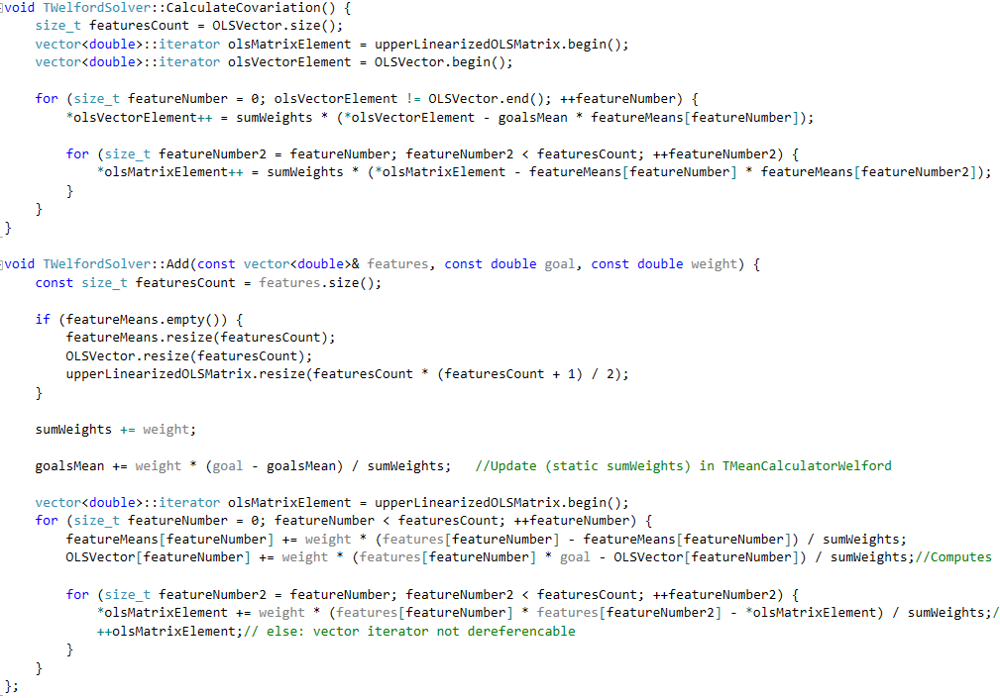 void TWelfordSolver::CalculateCovariation() {
    size_t featuresCount = OLSVector.size();
    vector<double>::iterator olsMatrixElement = upperLinearizedOLSMatrix.begin();
    vector<double>::iterator olsVectorElement = OLSVector.begin();

    for (size_t featureNumber = 0; olsVectorElement != OLSVector.end(); ++featureNumber) {
        *olsVectorElement++ = sumWeights * (*olsVectorElement - goalsMean * featureMeans[featureNumber]);

        for (size_t featureNumber2 = featureNumber; featureNumber2 < featuresCount; ++featureNumber2) {
            *olsMatrixElement++ = sumWeights * (*olsMatrixElement - featureMeans[featureNumber] * featureMeans[featureNumber2]);
        }
    }
}

void TWelfordSolver::Add(const vector<double>& features, const double goal, const double weight) {
    const size_t featuresCount = features.size();

    if (featureMeans.empty()) {
        featureMeans.resize(featuresCount);
        OLSVector.resize(featuresCount);
        upperLinearizedOLSMatrix.resize(featuresCount * (featuresCount + 1) / 2);
    }

    sumWeights += weight;

    goalsMean += weight * (goal - goalsMean) / sumWeights;   //Update (static sumWeights) in TMeanCalculatorWelford

    vector<double>::iterator olsMatrixElement = upperLinearizedOLSMatrix.begin();
    for (size_t featureNumber = 0; featureNumber < featuresCount; ++featureNumber) {
        featureMeans[featureNumber] += weight * (features[featureNumber] - featureMeans[featureNumber]) / sumWeights;
        OLSVector[featureNumber] += weight * (features[featureNumber] * goal - OLSVector[featureNumber]) / sumWeights;//Computes

        for (size_t featureNumber2 = featureNumber; featureNumber2 < featuresCount; ++featureNumber2) {
            *olsMatrixElement += weight * (features[featureNumber] * features[featureNumber2] - *olsMatrixElement) / sumWeights;/
            ++olsMatrixElement;// else: vector iterator not dereferencable
        }
    }
};